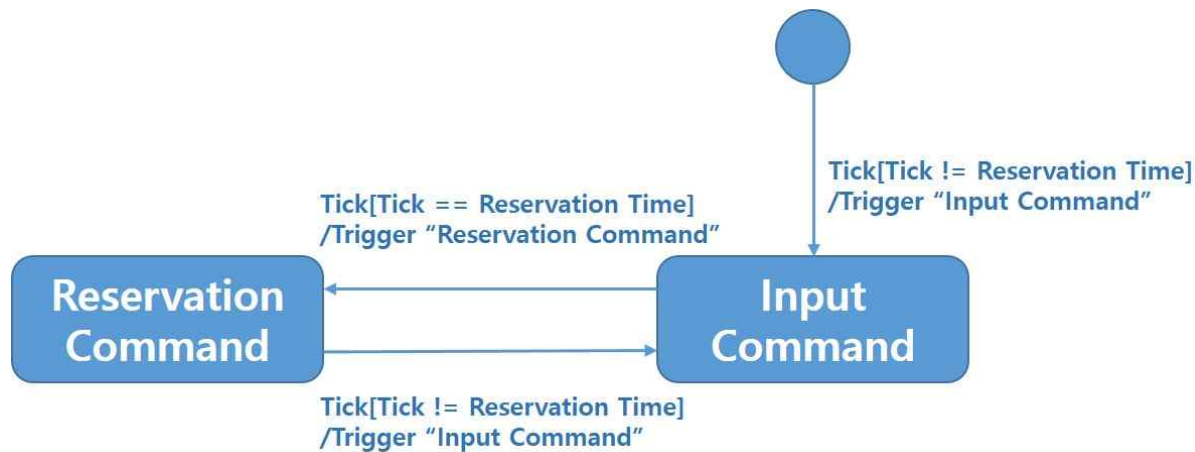 Tick[Tick != Reservation Time]
/Trigger “Input Command”
Tick[Tick == Reservation Time]
/Trigger “Reservation Command”
Reservation
Command
Input
Command
Tick[Tick != Reservation Time]
/Trigger “Input Command”